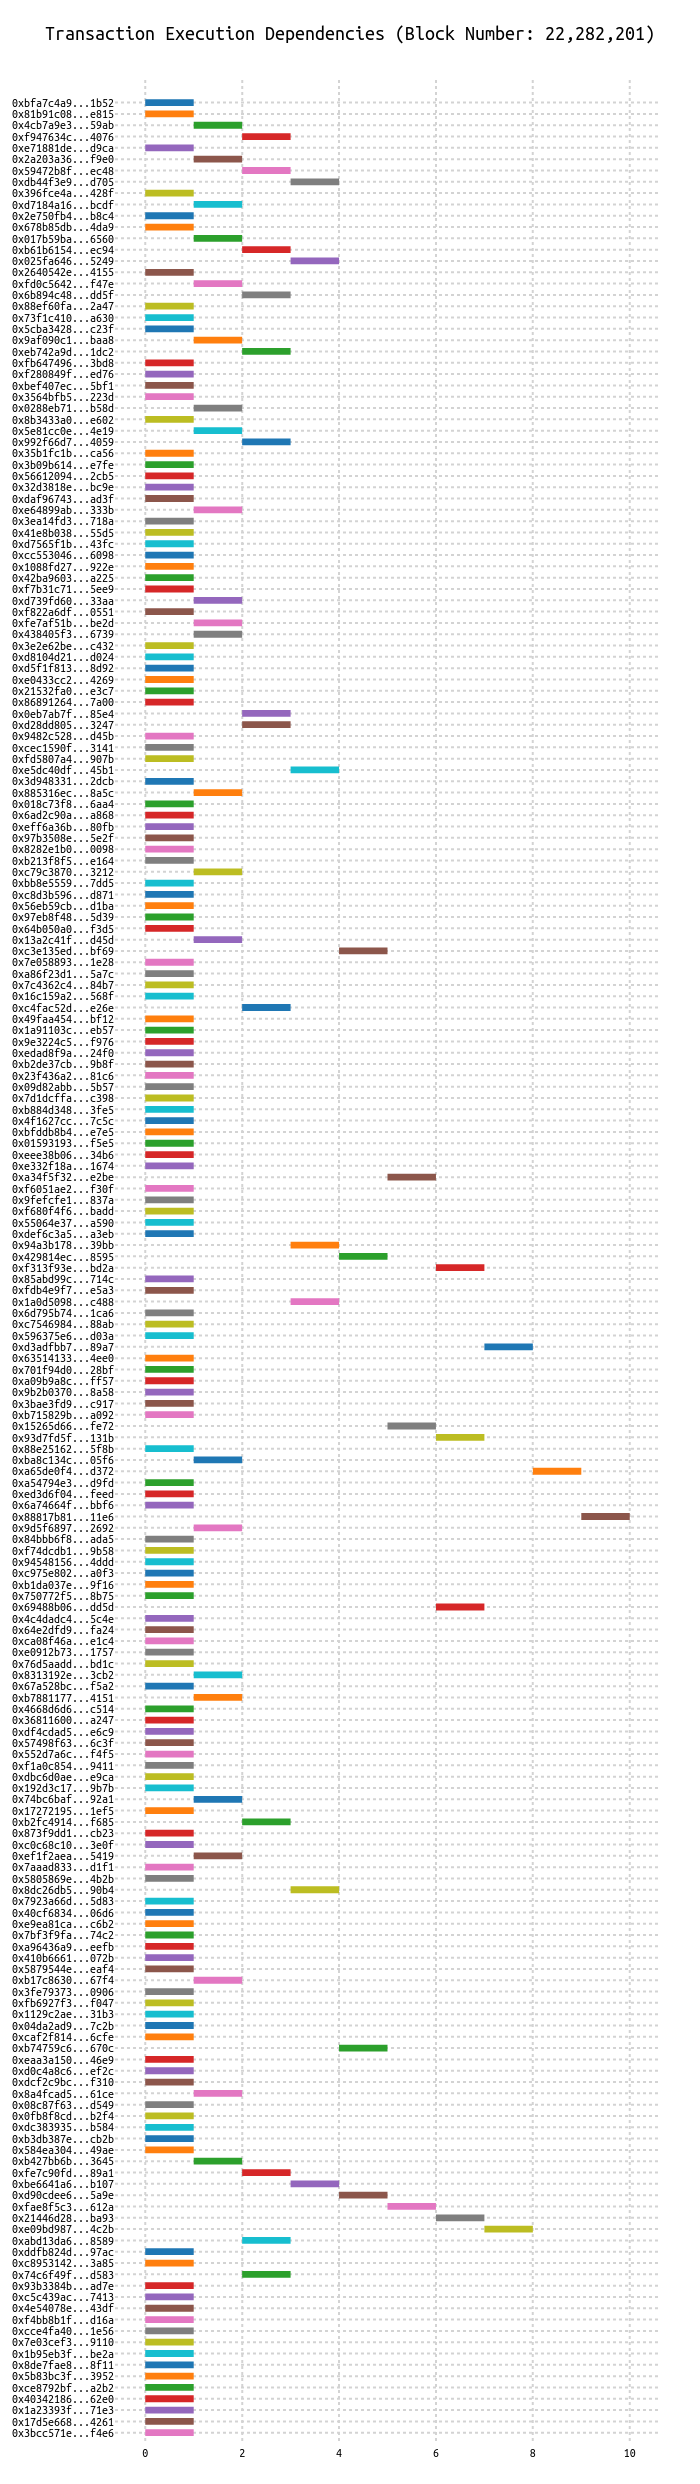 Transaction Execution Dependencies (Block Number: 22,282,201)
0xbfa7c4a9...1b52
0x81b91c08...e815
0x4cb7a9e3...59ab
0xf947634c...4076
0xe71881de...d9ca
0x2a203a36...f9e0
0x59472b8f...ec48
0xdb44f3e9...d705
0x396fce4a...428f
0xd7184a16...bcdf
0x2e750fb4...b8c4
0x678b85db...4da9
0x017b59ba...6560
0xb61b6154...ec94
0x025fa646...5249
0x2640542e...4155
0xfd0c5642...f47e
0x6b894c48...dd5f
0x88ef60fa...2a47
0x73f1c410...a630
0x5cba3428...c23f
0x9af090c1...baa8
0xeb742a9d...1dc2
0xfb647496...3bd8
0xf280849f...ed76
0xbef407ec...5bf1
0x3564bfb5...223d
0x0288eb71...b58d
0x8b3433a0...e602
0x5e81cc0e...4e19
0x992f66d7...4059
0x35b1fc1b...ca56
0x3b09b614...e7fe
0x56612094...2cb5
0x32d3818e...bc9e
0xdaf96743...ad3f
0xe64899ab...333b
0x3ea14fd3...718a
0x41e8b038...55d5
0xd7565f1b...43fc
0xcc553046...6098
0x1088fd27...922e
0x42ba9603...a225
0xf7b31c71...5ee9
0xd739fd60...33aa
0xf822a6df...0551
0xfe7af51b...be2d
0x438405f3...6739
0x3e2e62be...c432
0xd8104d21...d024
0xd5f1f813...8d92
0xe0433cc2...4269
0x21532fa0...e3c7
0x86891264...7a00
0x0eb7ab7f...85e4
0xd28dd805...3247
0x9482c528...d45b
0xcec1590f...3141
0xfd5807a4...907b
0xe5dc40df...45b1
0x3d948331...2dcb
0x885316ec...8a5c
0x018c73f8...6aa4
0x6ad2c90a...a868
0xeff6a36b...80fb
0x97b3508e...5e2f
0x8282e1b0...0098
0xb213f8f5...e164
0xc79c3870...3212
0xbb8e5559...7dd5
0xc8d3b596...d871
0x56eb59cb...d1ba
0x97eb8f48...5d39
0x64b050a0...f3d5
0x13a2c41f...d45d
0xc3e135ed...bf69
0x7e058893...1e28
0xa86f23d1...5a7c
0x7c4362c4...84b7
0x16c159a2...568f
0xc4fac52d...e26e
0x49faa454...bf12
0x1a91103c...eb57
0x9e3224c5...f976
0xedad8f9a...24f0
0xb2de37cb...9b8f
0x23f436a2...81c6
0x09d82abb...5b57
0x7d1dcffa...c398
0xb884d348...3fe5
0x4f1627cc...7c5c
0xbfddb8b4...e7e5
0x01593193...f5e5
0xeee38b06...34b6
0xe332f18a...1674
0xa34f5f32...e2be
0xf6051ae2...f30f
0x9fefcfe1...837a
0xf680f4f6...badd
0x55064e37...a590
0xdef6c3a5...a3eb
0x94a3b178...39bb
0x429814ec...8595
0xf313f93e...bd2a
0x85abd99c...714c
0xfdb4e9f7...e5a3
0x1a0d5098...c488
0x6d795b74...1ca6
0xc7546984...88ab
0x596375e6...d03a
0xd3adfbb7...89a7
0x63514133...4ee0
0x701f94d0...28bf
0xa09b9a8c...ff57
0x9b2b0370...8a58
0x3bae3fd9...c917
0xb715829b...a092
0x15265d66...fe72
0x93d7fd5f...131b
0x88e25162...5f8b
0xba8c134c...05f6
0xa65de0f4...d372
0xa54794e3...d9fd
0xed3d6f04...feed
0x6a74664f...bbf6
0x88817b81...11e6
0x9d5f6897...2692
0x84bbb6f8...ada5
0xf74dcdb1...9b58
0x94548156...4ddd
0xc975e802...a0f3
0xb1da037e...9f16
0x750772f5...8b75
0x69488b06...dd5d
0x4c4dadc4...5c4e
0x64e2dfd9...fa24
0xca08f46a...e1c4
0xe0912b73...1757
0x76d5aadd...bd1c
0x8313192e...3cb2
0x67a528bc...f5a2
0xb7881177...4151
0x4668d6d6...c514
0x36811600...a247
0xdf4cdad5...e6c9
0x57498f63...6c3f
0x552d7a6c...f4f5
0xf1a0c854...9411
0xdbc6d0ae...e9ca
0x192d3c17...9b7b
0x74bc6baf...92a1
0x17272195...1ef5
0xb2fc4914...f685
0x873f9dd1...cb23
0xc0c68c10...3e0f
0xef1f2aea...5419
0x7aaad833...d1f1
0x5805869e...4b2b
0x8dc26db5...90b4
0x7923a66d...5d83
0x40cf6834...06d6
0xe9ea81ca...c6b2
0x7bf3f9fa...74c2
0xa96436a9...eefb
0x410b6661...072b
0x5879544e...eaf4
0xb17c8630...67f4
0x3fe79373...0906
0xfb6927f3...f047
0x1129c2ae...31b3
0x04da2ad9...7c2b
0xcaf2f814...6cfe
0xb74759c6...670c
0xeaa3a150...46e9
0xd0c4a8c6...ef2c
0xdcf2c9bc...f310
0x8a4fcad5...61ce
0x08c87f63...d549
0x0fb8f8cd...b2f4
0xdc383935...b584
0xb3db387e...cb2b
0x584ea304...49ae
0xb427bb6b...3645
0xfe7c90fd...89a1
0xbe6641a6...b107
0xd90cdee6...5a9e
0xfae8f5c3...612a
0x21446d28...ba93
0xe09bd987...4c2b
0xabd13da6...8589
0xddfb824d...97ac
0xc8953142...3a85
0x74c6f49f...d583
0x93b3384b...ad7e
0xc5c439ac...7413
0x4e54078e...43df
0xf4bb8b1f...d16a
0xcce4fa40...1e56
0x7e03cef3...9110
0x1b95eb3f...be2a
0x8de7fae8...8f11
0x5b83bc3f...3952
0xce8792bf...a2b2
0x40342186...62e0
0x1a23393f...71e3
0x17d5e668...4261
0x3bcc571e...f4e6
0 2 4 6 8 10